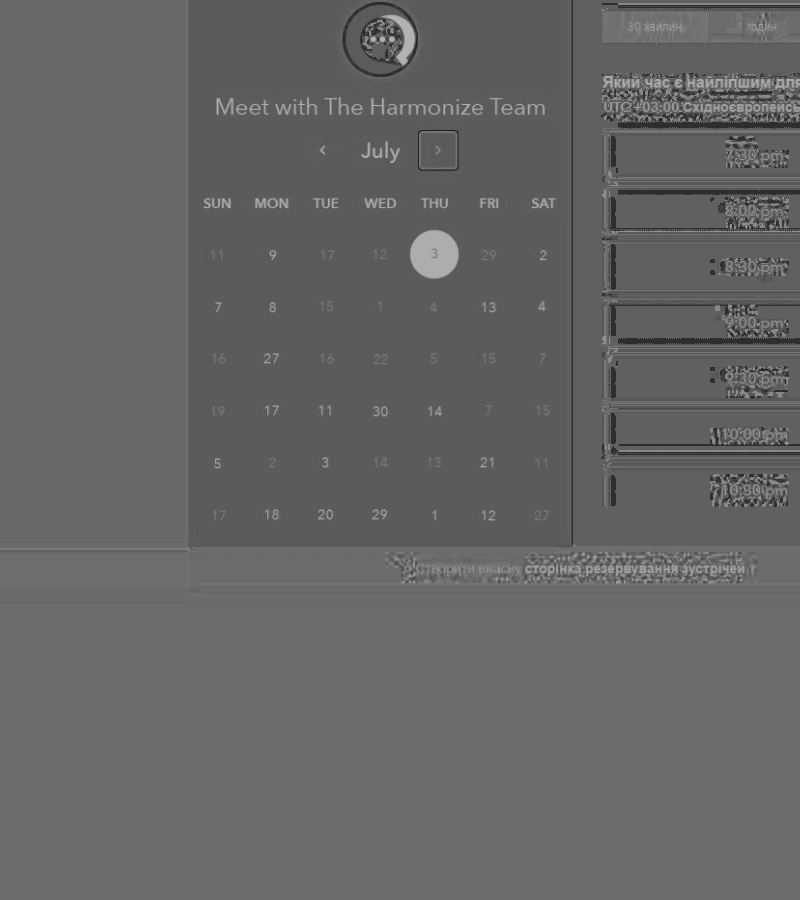 Meet with The Harmonize Team
‹ July ›
SUN MON TUE WED THU FRI SAT
11 9 17 12 3 29 2
7 8 15 1 4 13 4
16 27 16 22 5 15 7
19 17 11 30 14 7 15
5 2 3 14 13 21 11
17 18 20 29 1 12 27
30 хвилин
1 годин
Який час є найліпшим для
UTC +03:00 Східноєвропейсь
7:30 pm
8:00 pm
8:30 pm
9:00 pm
9:30 pm
10:00 pm
10:30 pm
Створити власну сторінка резервування зустрічей